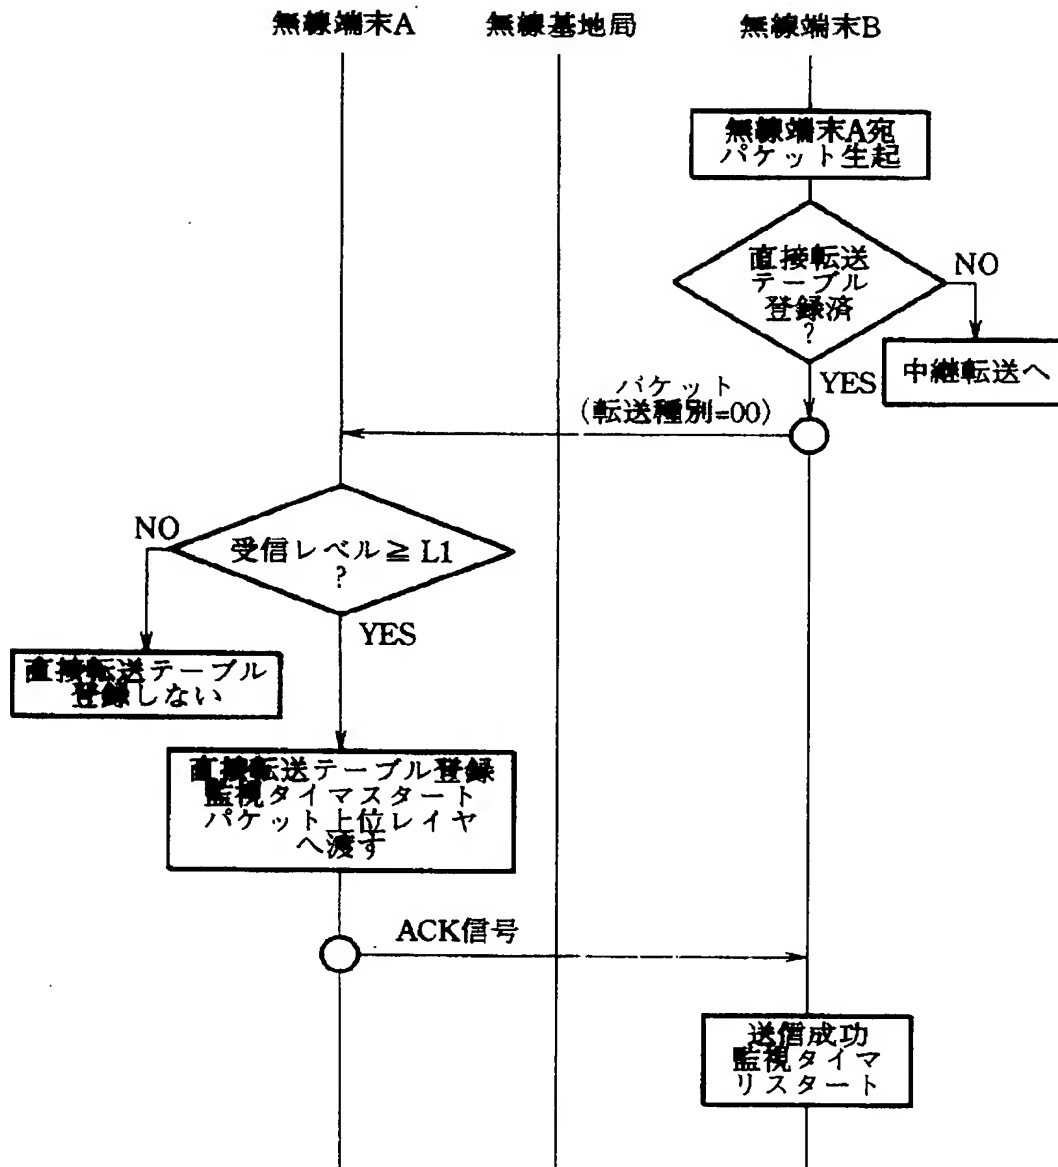 無線端末A
無線基地局
無線端末B
無線端末A宛
パケット生起
直接転送
テーブル
登録済
?
NO
中継転送へ
YES
パケット
(転送種別=00)
受信レベル≧L1
?
NO
YES
直接転送テーブル
登録しない
直接転送テーブル登録
監視タイマスタート
パケット上位レイヤ
へ渡す
ACK信号
送信成功
監視タイマ
リスタート